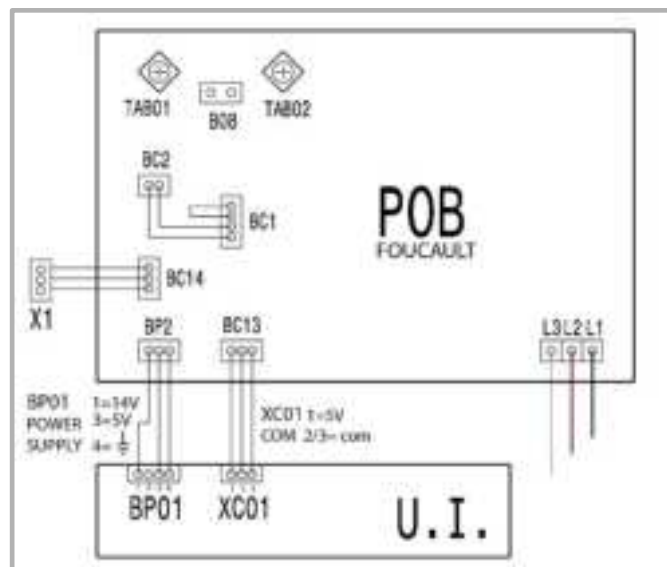 TAB01
B08
TAB02
BC2
BC1
POB
FOUCAULT
BC14
X1
BP2
BC13
L3 L2 L1
BP01 1=14V
POWER 3=5V
SUPPLY 4=
XC01 1=5V
COM 2/3= com
BP01
XC01
U.I.